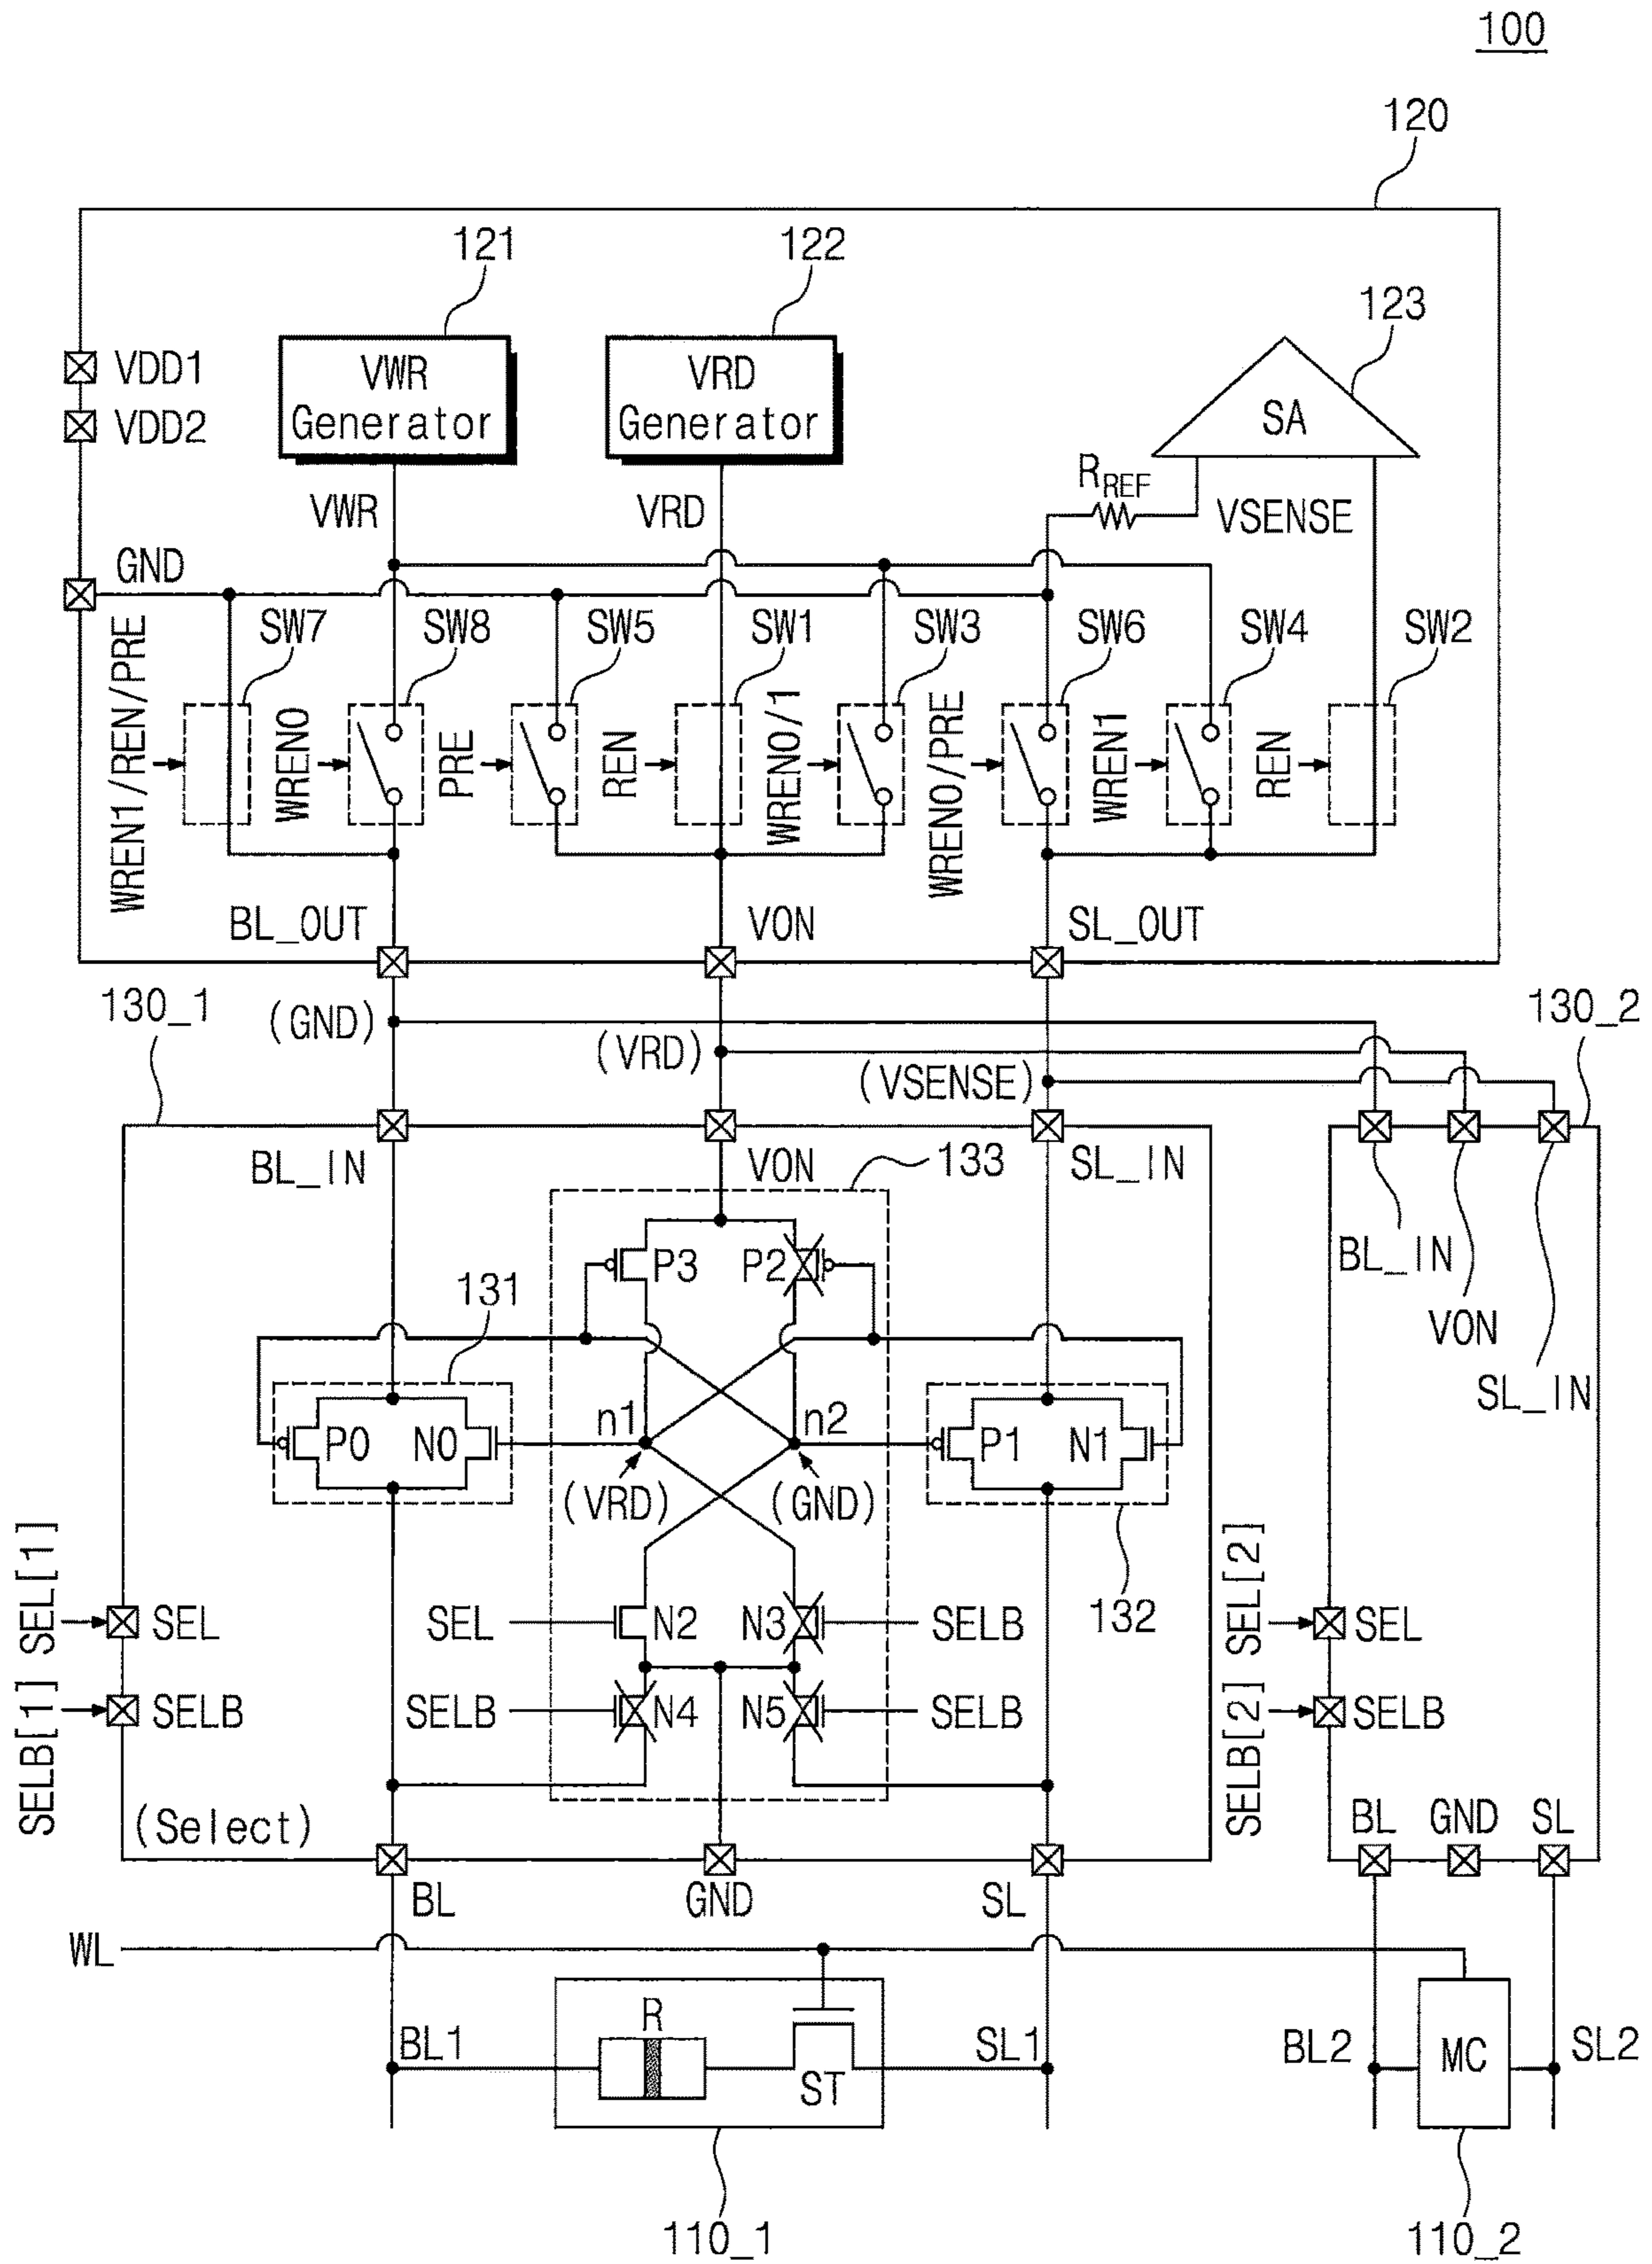 100
120
121
122
123
VDD1
VDD2
VWR
Generator
VRD
Generator
SA
RREF
VWR
VRD
VSENSE
GND
SW7
SW8
SW5
SW1
SW3
SW6
SW4
SW2
WREN1/REN/PRE
WREN0
PRE
REN
WREN0/1
WREN0/PRE
WREN1
REN
BL_OUT
VON
SL_OUT
130_1
(GND)
(VRD)
(VSENSE)
130_2
BL_IN
VON
133
SL_IN
P3
P2
BL_IN
VON
SL_IN
131
P0
N0
n1
n2
P1
N1
(VRD)
(GND)
132
SEL[1]
SEL
SEL
N2
N3
SELB
SEL[2]
SEL
SELB[1]
SELB
SELB
N4
N5
SELB
SELB[2]
SELB
(Select)
BL
GND
SL
BL
GND
SL
WL
R
ST
BL1
SL1
BL2
MC
SL2
110_1
110_2